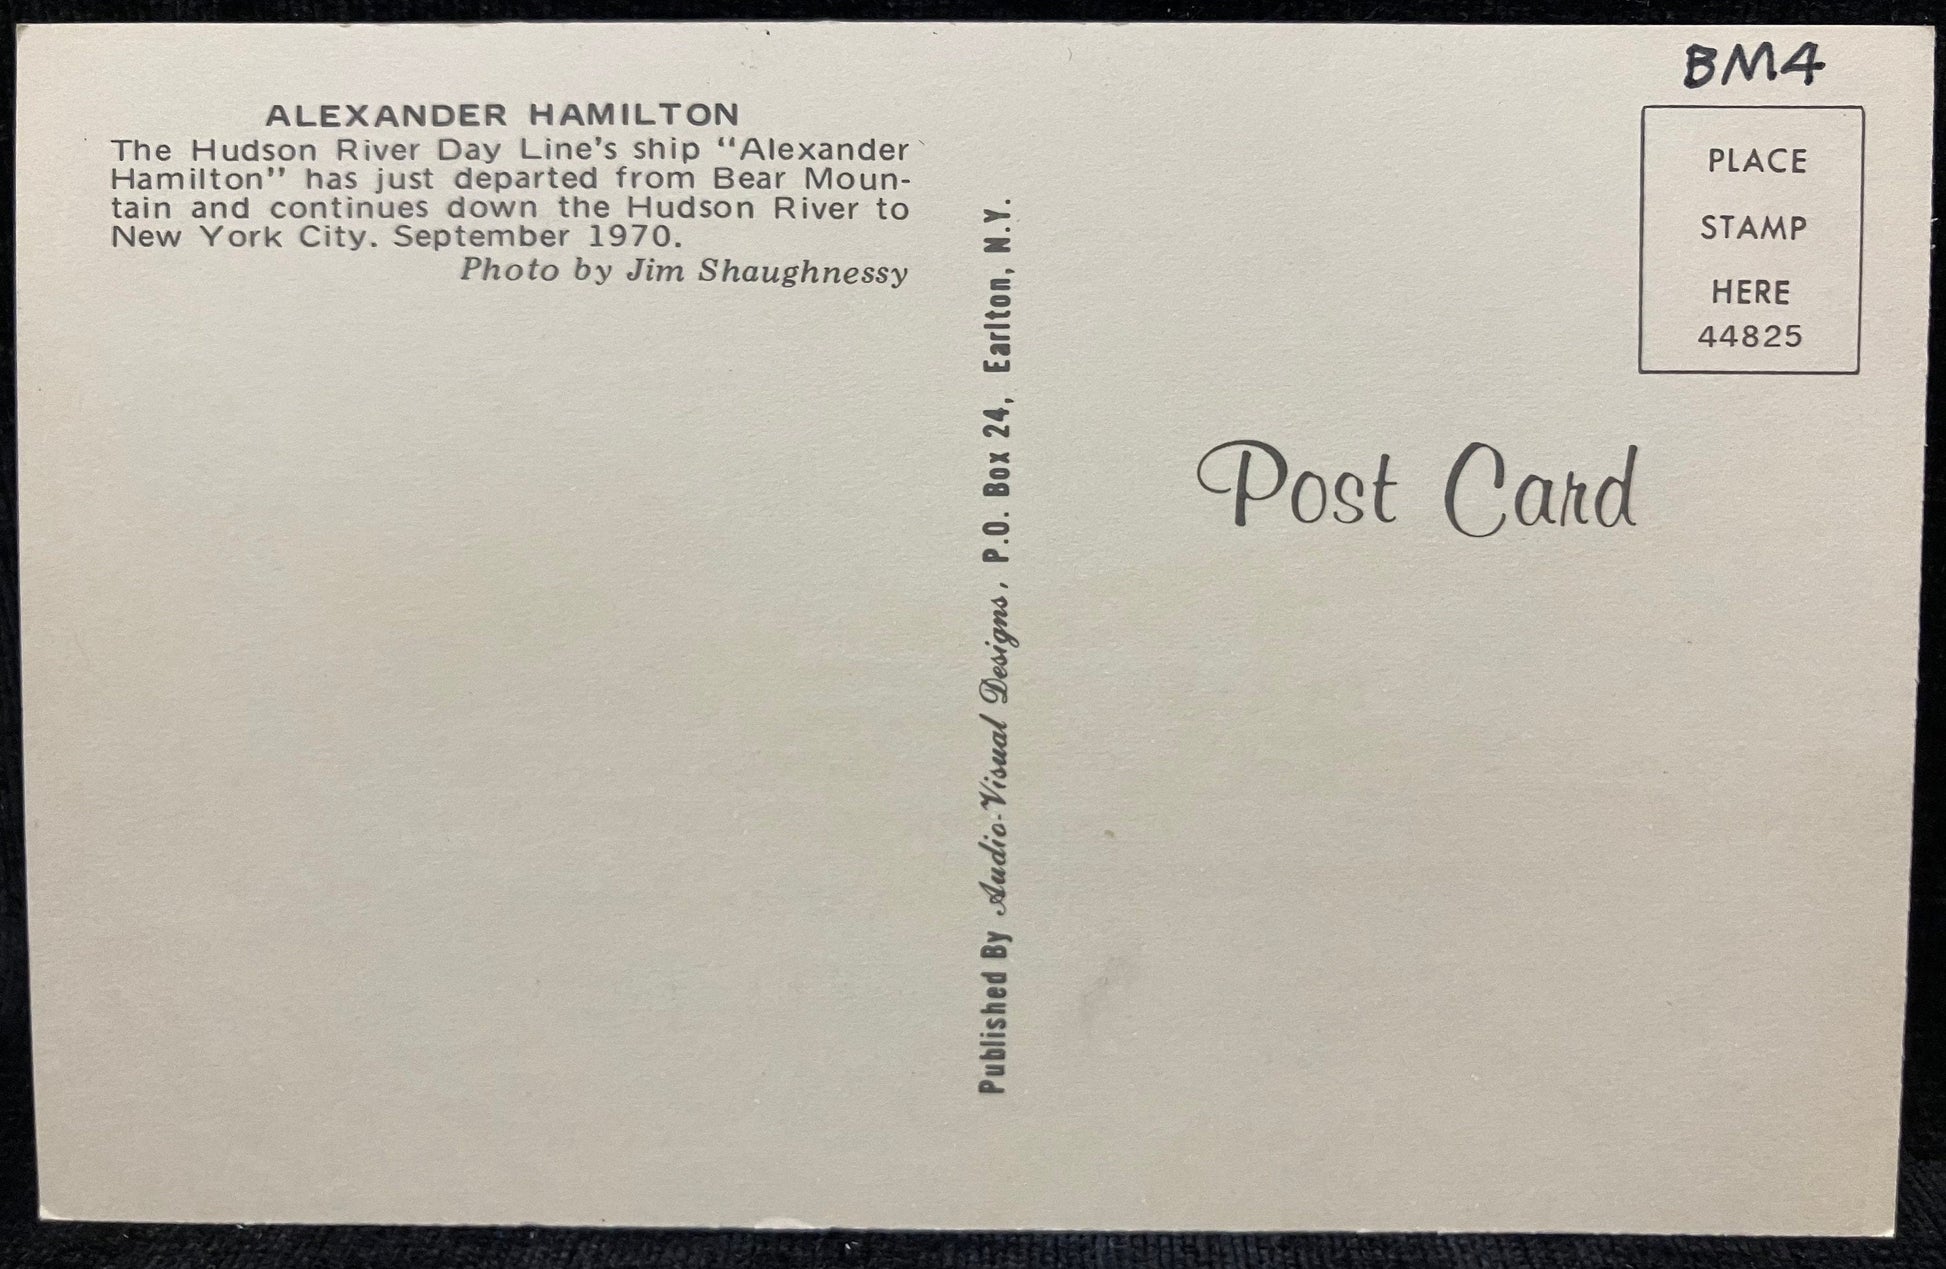 BM4
ALEXANDER HAMILTON
The Hudson River Day Line's ship "Alexander
Hamilton" has just departed from Bear Moun-
tain and continues down the Hudson River to
New York City. September 1970.
Photo by Jim Shaughnessy
Published By Audio-Visual Designs, P.O. Box 24, Earlton, N.Y.
PLACE
STAMP
HERE
44825
Post Card